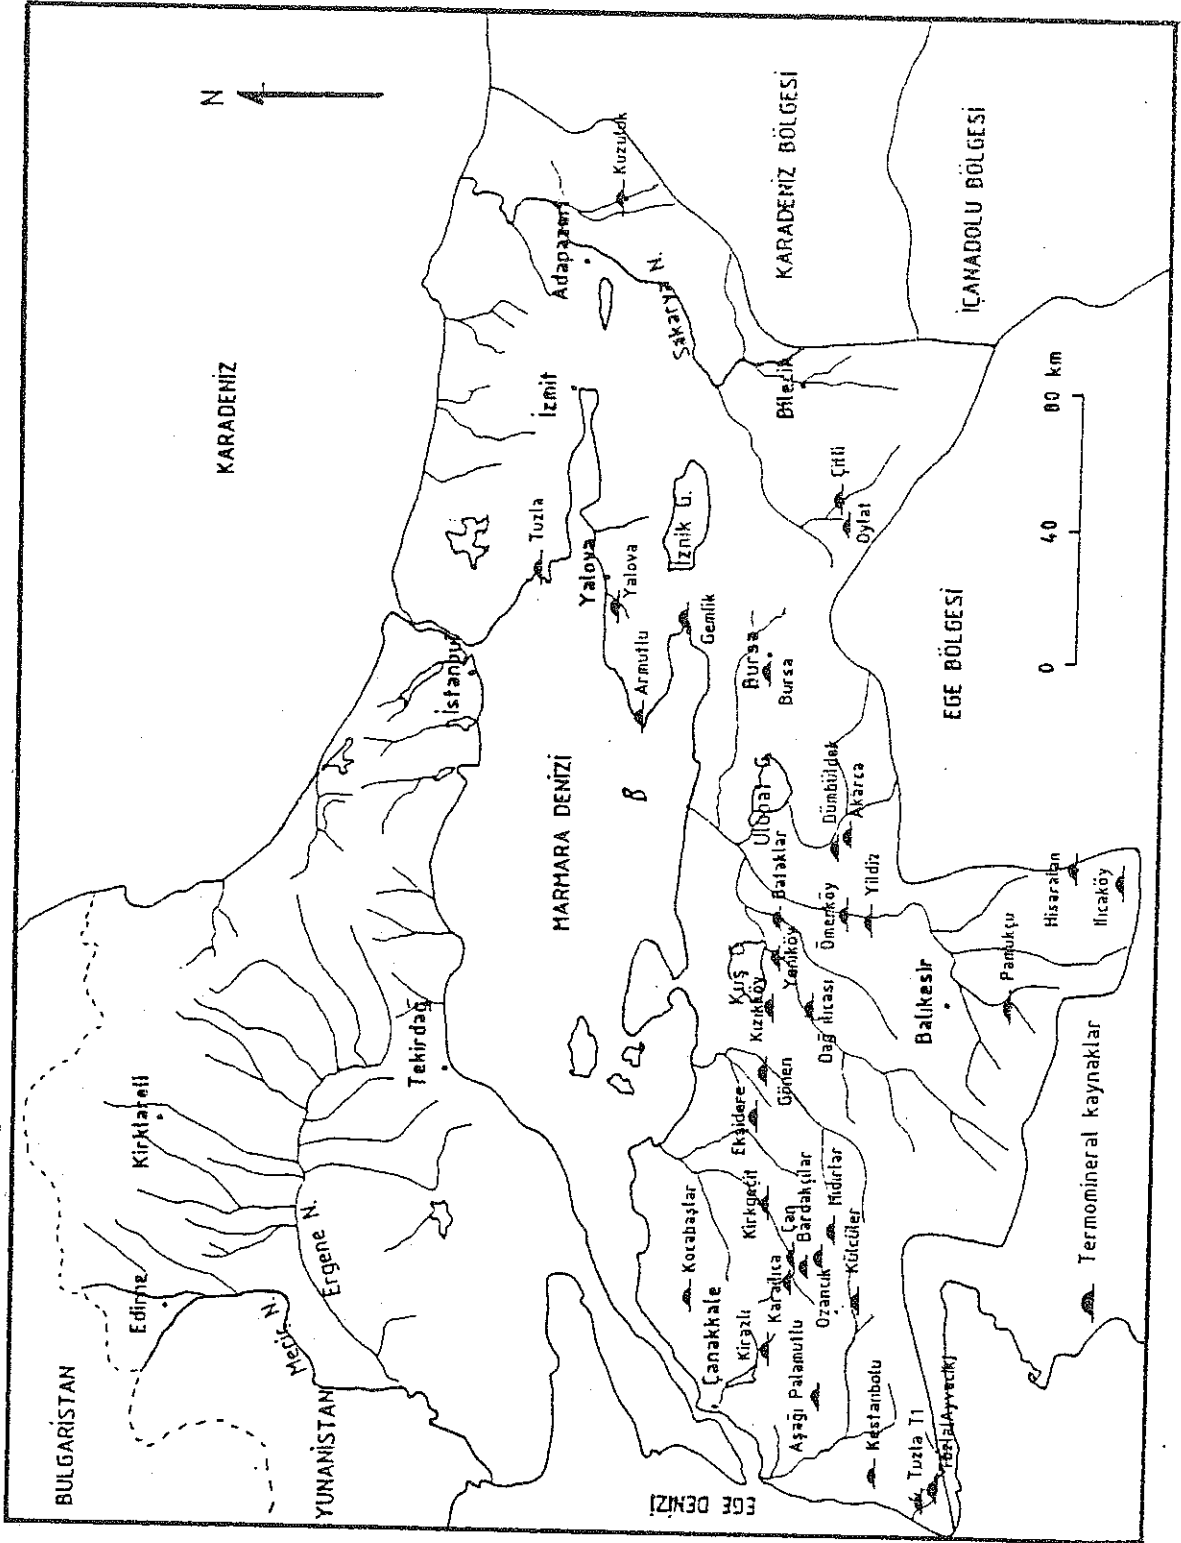 N
BULGARİSTAN
YUNANİSTAN
KARADENİZ
Edirne
Kırklareli
Meriç N.
Ergene N.
Tekirdağ
İstanbul
Tuzla
İzmit
Adapazarı
Kuzuluk
Sakarya N.
MARMARA DENİZİ
Yalova
Yalova
Armutlu
Gemlik
İznik G.
KARADENİZ BÖLGESİ
İÇANADOLU BÖLGESİ
Bilecik
Çitli
Oylat
Bursa
Bursa
Ulubat G.
Dümbüldek
Akarca
Kuş G.
Bataklar
Yeniköy
Kızıkköy
Ömerköy
Yıldız
Dağ ılıcası
Gönen
Ekşidere
Kocabaşlar
Kırkgeçit
Çan
Bardakçılar
Hıdırlar
Karaılıca
Ozancık
Külcüler
Çanakkale
Kirazlı
Aşağı Palamutlu
Kestanbolu
Tuzla T1
Tuzla(Ayvacık)
EGE DENİZİ
Balıkesir
Pamukçu
Hisaralan
Ilıcaköy
EGE BÖLGESİ
0 40 80 km
Termomineral kaynaklar